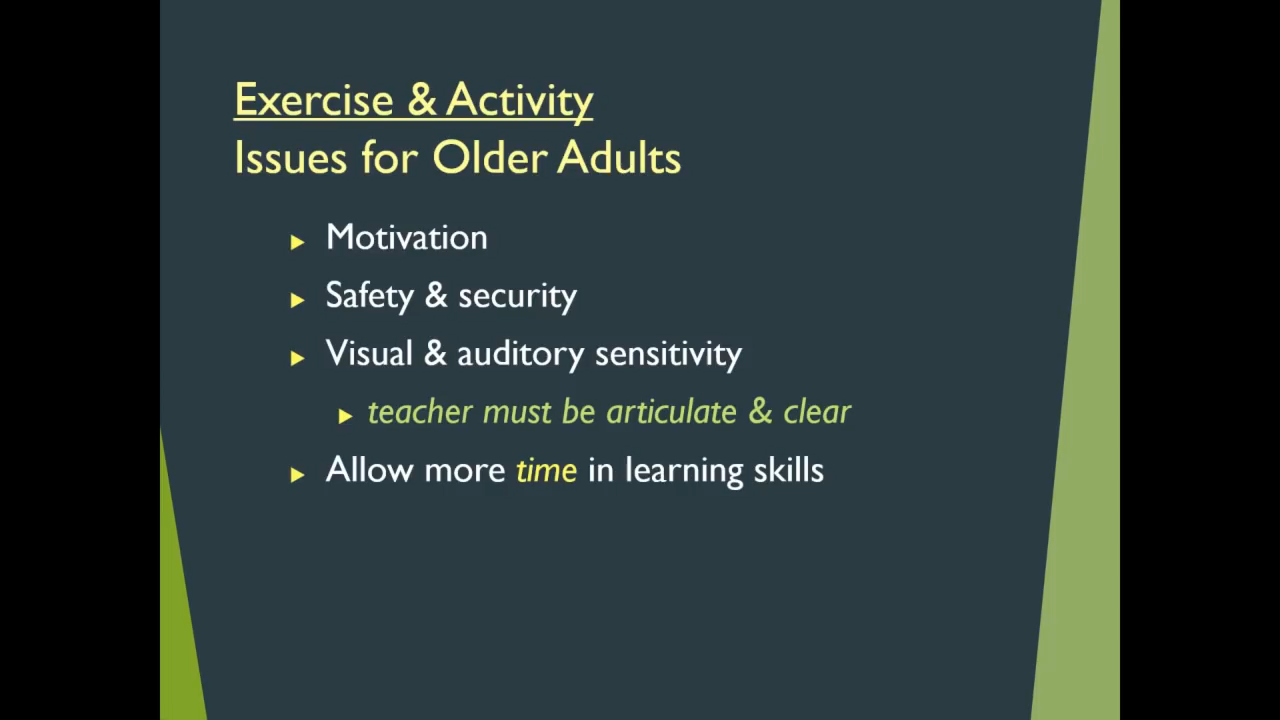 Exercise & Activity
Issues for Older Adults
Motivation
Safety & security
Visual & auditory sensitivity
teacher must be articulate & clear
Allow more time in learning skills